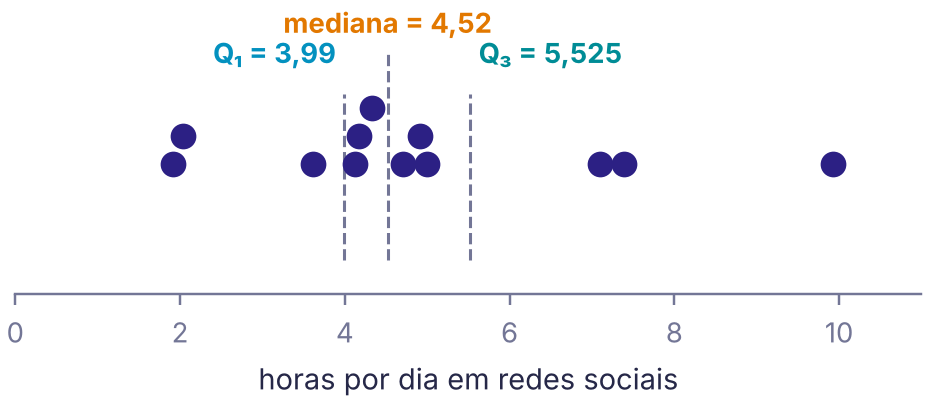 mediana = 4,52
Q₁ = 3,99
Q₃ = 5,525
0 2 4 6 8 10
horas por dia em redes sociais